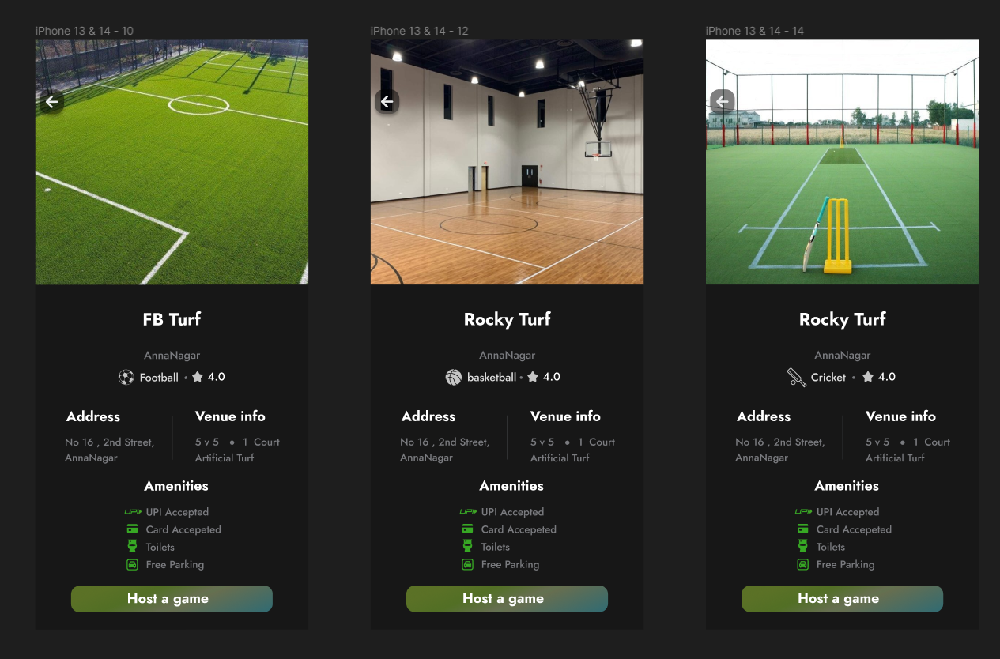 iPhone 13 & 14 - 10
FB Turf
AnnaNagar
Football • 4.0
Address
No 16 , 2nd Street,
AnnaNagar
Venue info
5 v 5 • 1 Court
Artificial Turf
Amenities
UPI UPI Accepted
Card Accepeted
Toilets
Free Parking
Host a game
iPhone 13 & 14 - 12
Rocky Turf
AnnaNagar
basketball • 4.0
Address
No 16 , 2nd Street,
AnnaNagar
Venue info
5 v 5 • 1 Court
Artificial Turf
Amenities
UPI UPI Accepted
Card Accepeted
Toilets
Free Parking
Host a game
iPhone 13 & 14 - 14
Rocky Turf
AnnaNagar
Cricket • 4.0
Address
No 16 , 2nd Street,
AnnaNagar
Venue info
5 v 5 • 1 Court
Artificial Turf
Amenities
UPI UPI Accepted
Card Accepeted
Toilets
Free Parking
Host a game